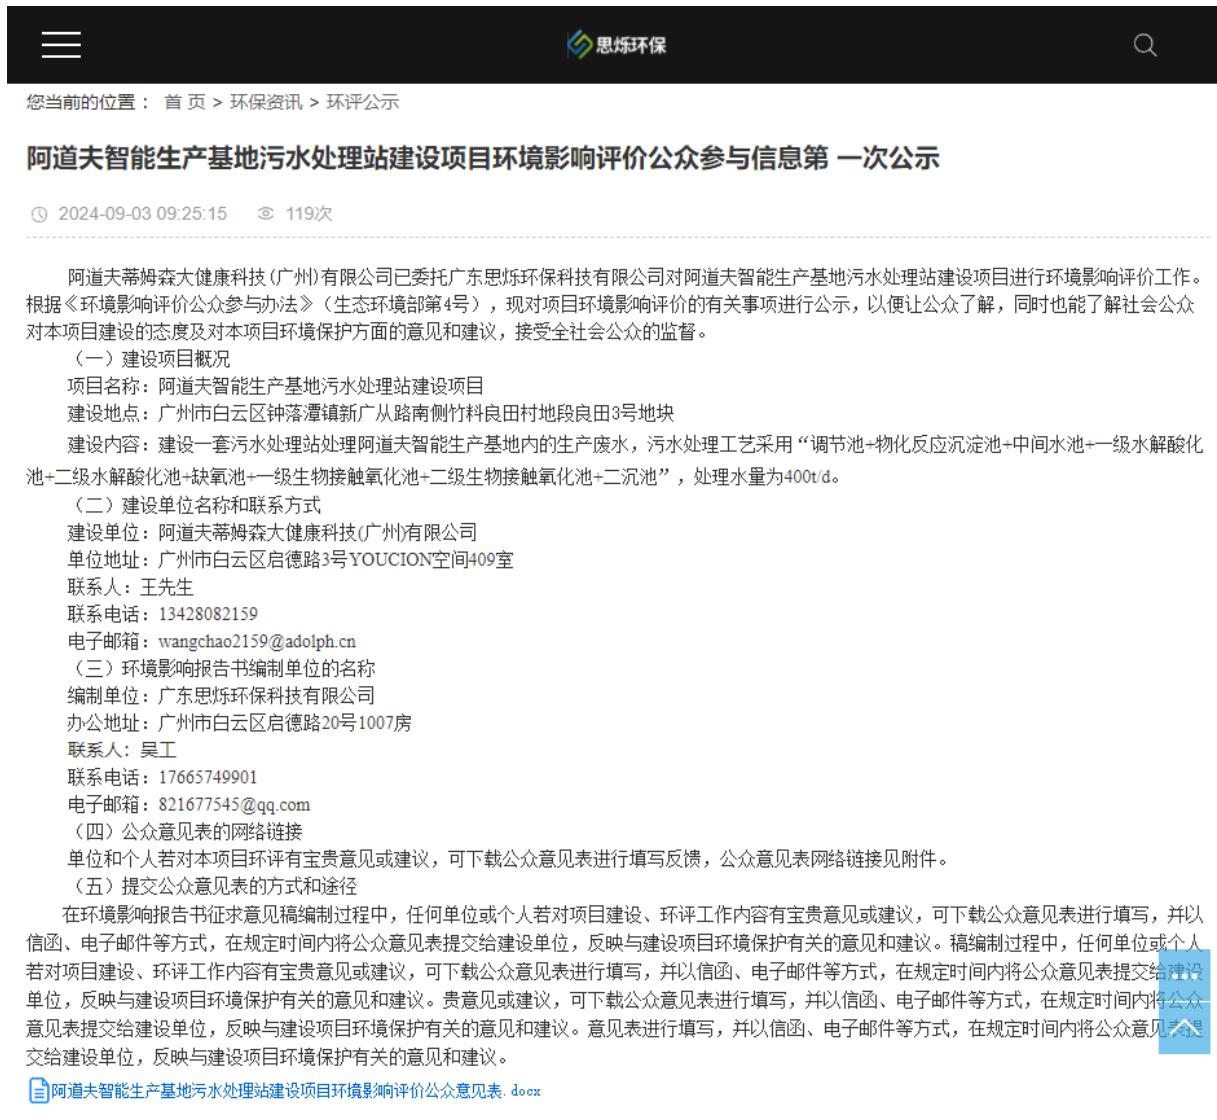 思烁环保
您当前的位置： 首 页 > 环保资讯 > 环评公示
阿道夫智能生产基地污水处理站建设项目环境影响评价公众参与信息第 一次公示
2024-09-03 09:25:15 119次
阿道夫蒂姆森大健康科技(广州)有限公司已委托广东思烁环保科技有限公司对阿道夫智能生产基地污水处理站建设项目进行环境影响评价工作。
根据《环境影响评价公众参与办法》（生态环境部第4号），现对项目环境影响评价的有关事项进行公示，以便让公众了解，同时也能了解社会公众
对本项目建设的态度及对本项目环境保护方面的意见和建议，接受全社会公众的监督。
（一）建设项目概况
项目名称：阿道夫智能生产基地污水处理站建设项目
建设地点：广州市白云区钟落潭镇新广从路南侧竹料良田村地段良田3号地块
建设内容：建设一套污水处理站处理阿道夫智能生产基地内的生产废水，污水处理工艺采用“调节池+物化反应沉淀池+中间水池+一级水解酸化
池+二级水解酸化池+缺氧池+一级生物接触氧化池+二级生物接触氧化池+二沉池”，处理水量为400t/d。
（二）建设单位名称和联系方式
建设单位：阿道夫蒂姆森大健康科技(广州)有限公司
单位地址：广州市白云区启德路3号YOUCION空间409室
联系人：王先生
联系电话：13428082159
电子邮箱：wangchao2159@adolph.cn
（三）环境影响报告书编制单位的名称
编制单位：广东思烁环保科技有限公司
办公地址：广州市白云区启德路20号1007房
联系人：吴工
联系电话：17665749901
电子邮箱：821677545@qq.com
（四）公众意见表的网络链接
单位和个人若对本项目环评有宝贵意见或建议，可下载公众意见表进行填写反馈，公众意见表网络链接见附件。
（五）提交公众意见表的方式和途径
在环境影响报告书征求意见稿编制过程中，任何单位或个人若对项目建设、环评工作内容有宝贵意见或建议，可下载公众意见表进行填写，并以
信函、电子邮件等方式，在规定时间内将公众意见表提交给建设单位，反映与建设项目环境保护有关的意见和建议。稿编制过程中，任何单位或个人
若对项目建设、环评工作内容有宝贵意见或建议，可下载公众意见表进行填写，并以信函、电子邮件等方式，在规定时间内将公众意见表提交给建设
单位，反映与建设项目环境保护有关的意见和建议。贵意见或建议，可下载公众意见表进行填写，并以信函、电子邮件等方式，在规定时间内将公众
意见表提交给建设单位，反映与建设项目环境保护有关的意见和建议。意见表进行填写，并以信函、电子邮件等方式，在规定时间内将公众意见表提
交给建设单位，反映与建设项目环境保护有关的意见和建议。
阿道夫智能生产基地污水处理站建设项目环境影响评价公众意见表.docx